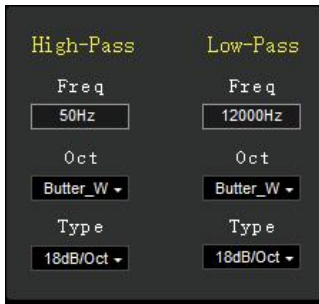 High-Pass Low-Pass
Freq Freq
50Hz 12000Hz
Oct Oct
Butter_W Butter_W
Type Type
18dB/Oct 18dB/Oct